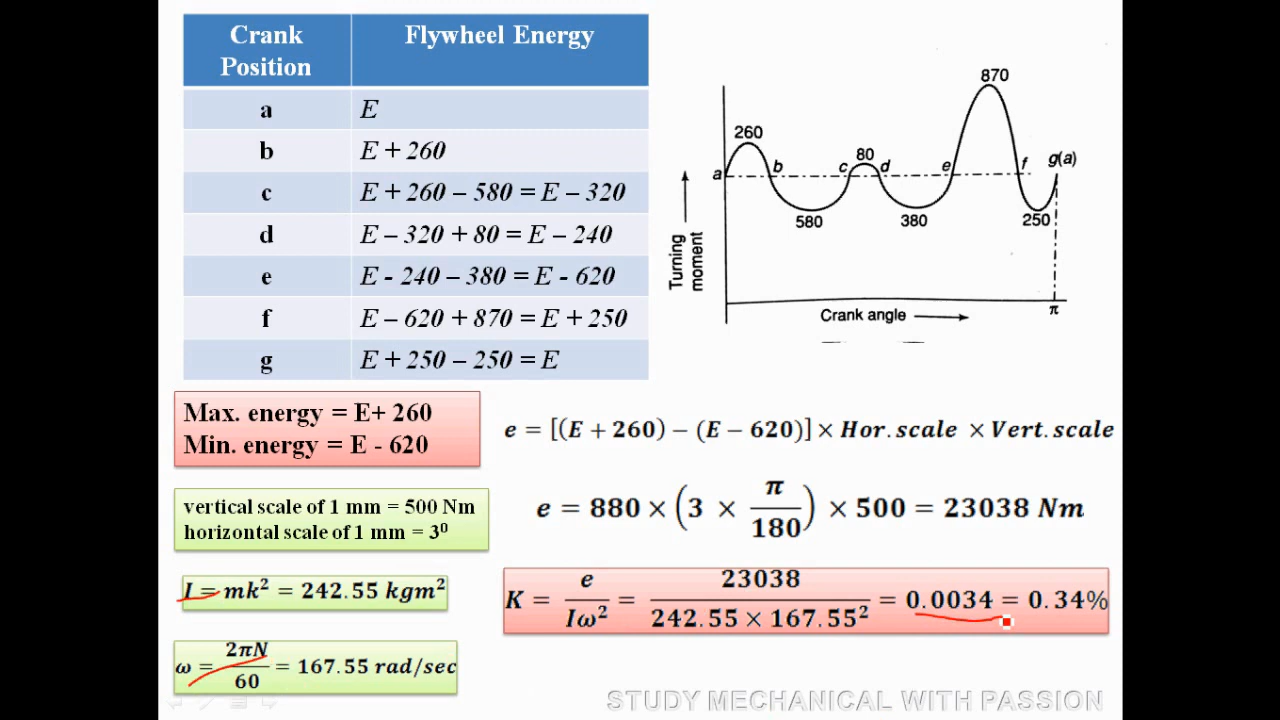 Crank Position
Flywheel Energy
a
E
b
E + 260
c
E + 260 – 580 = E – 320
d
E – 320 + 80 = E – 240
e
E - 240 – 380 = E - 620
f
E – 620 + 870 = E + 250
g
E + 250 – 250 = E
870
260
a
b
c
80
d
e
f
g(a)
580
380
250
Turning moment
Crank angle
π
Max. energy = E+ 260
Min. energy = E - 620
e = [(E + 260) − (E − 620)] × Hor. scale × Vert. scale
vertical scale of 1 mm = 500 Nm
horizontal scale of 1 mm = 3⁰
e = 880 × (3 × π/180) × 500 = 23038 Nm
I = mk² = 242.55 kgm²
K = e/Iω² = 23038/242.55 × 167.55² = 0.0034 = 0.34%
ω = 2πN/60 = 167.55 rad/sec
STUDY MECHANICAL WITH PASSION